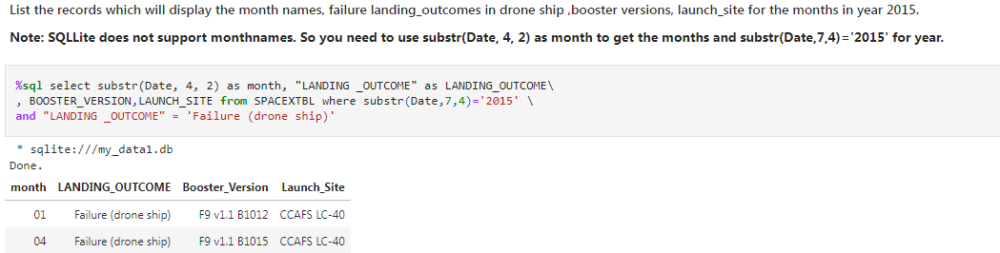 List the records which will display the month names, failure landing_outcomes in drone ship ,booster versions, launch_site for the months in year 2015.
Note: SQLLite does not support monthnames. So you need to use substr(Date, 4, 2) as month to get the months and substr(Date,7,4)='2015' for year.
%sql select substr(Date, 4, 2) as month, "LANDING _OUTCOME" as LANDING_OUTCOME\
, BOOSTER_VERSION,LAUNCH_SITE from SPACEXTBL where substr(Date,7,4)='2015' \
and "LANDING _OUTCOME" = 'Failure (drone ship)'
* sqlite:///my_data1.db
Done.
month LANDING_OUTCOME Booster_Version Launch_Site
01 Failure (drone ship) F9 v1.1 B1012 CCAFS LC-40
04 Failure (drone ship) F9 v1.1 B1015 CCAFS LC-40